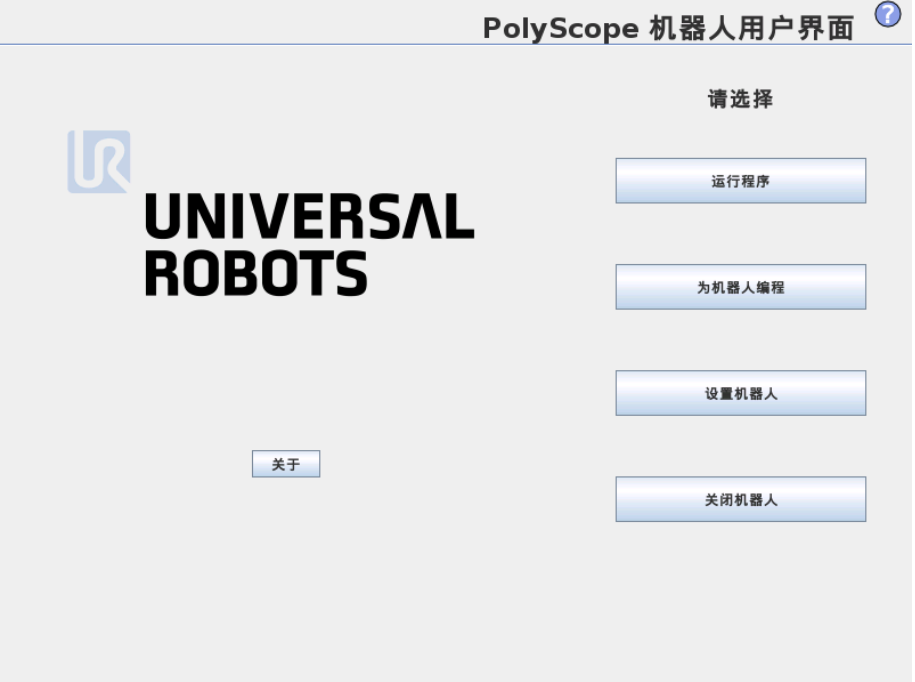 PolyScope 机器人用户界面
?
请选择
UR
UNIVERSAL
ROBOTS
运行程序
为机器人编程
设置机器人
关于
关闭机器人